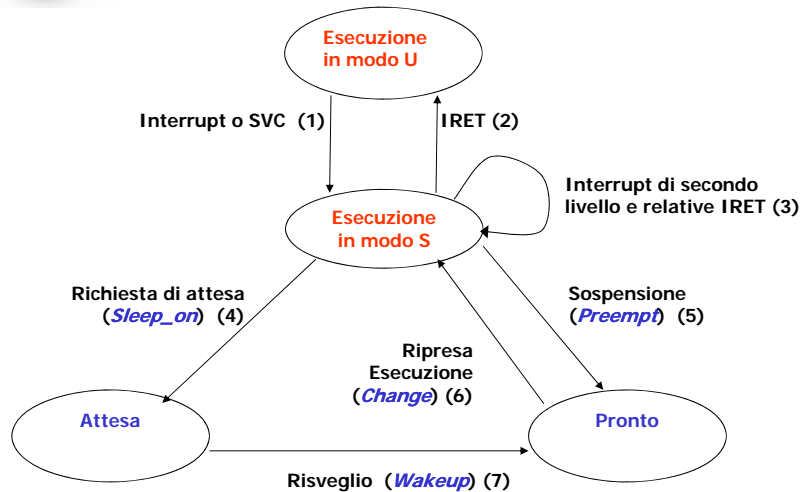 Esecuzione
in modo U
Interrupt o SVC (1)
IRET (2)
Interrupt di secondo
livello e relative IRET (3)
Esecuzione
in modo S
Richiesta di attesa
(Sleep_on) (4)
Sospensione
(Preempt) (5)
Ripresa
Esecuzione
(Change) (6)
Attesa
Pronto
Risveglio (Wakeup) (7)